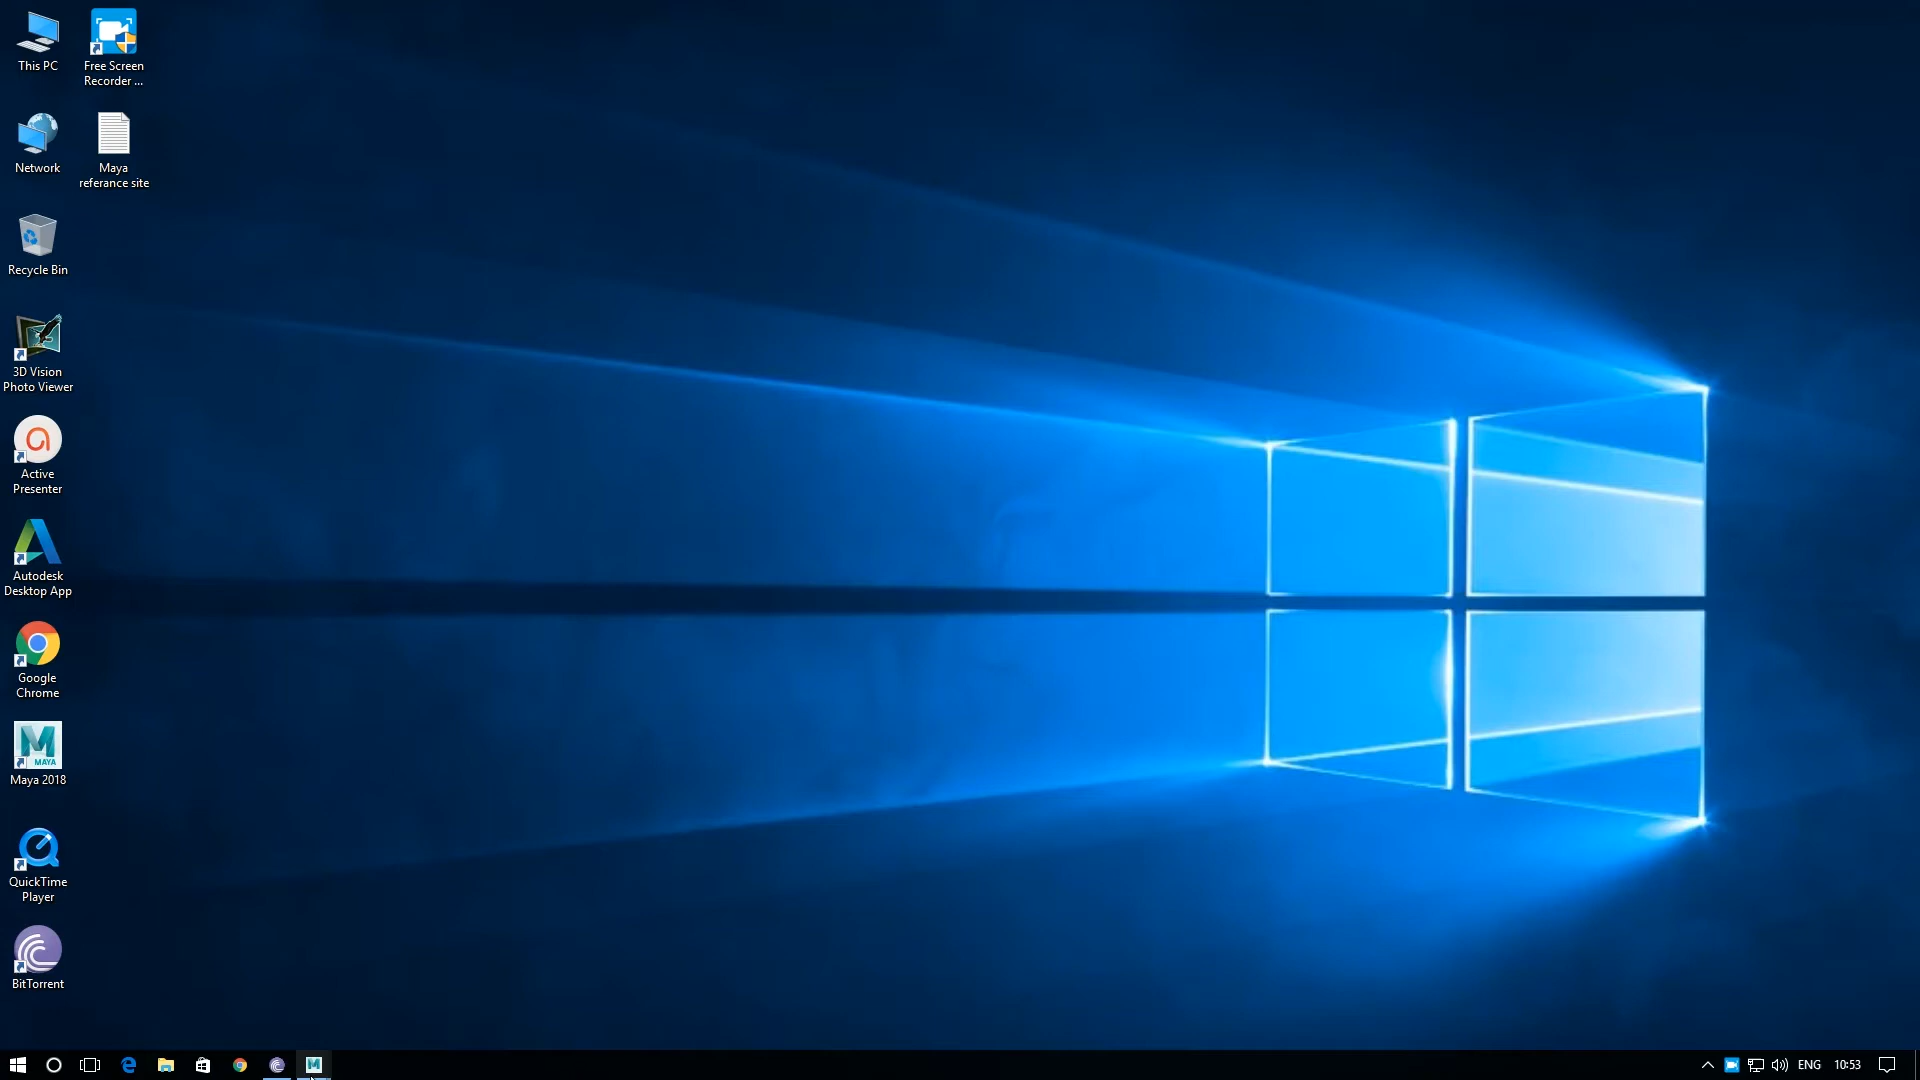 This PC
Free Screen
Recorder ...
Network
Maya
referance site
Recycle Bin
3D Vision
Photo Viewer
Active
Presenter
Autodesk
Desktop App
Google
Chrome
MAYA
Maya 2018
QuickTime
Player
BitTorrent
ENG
10:53